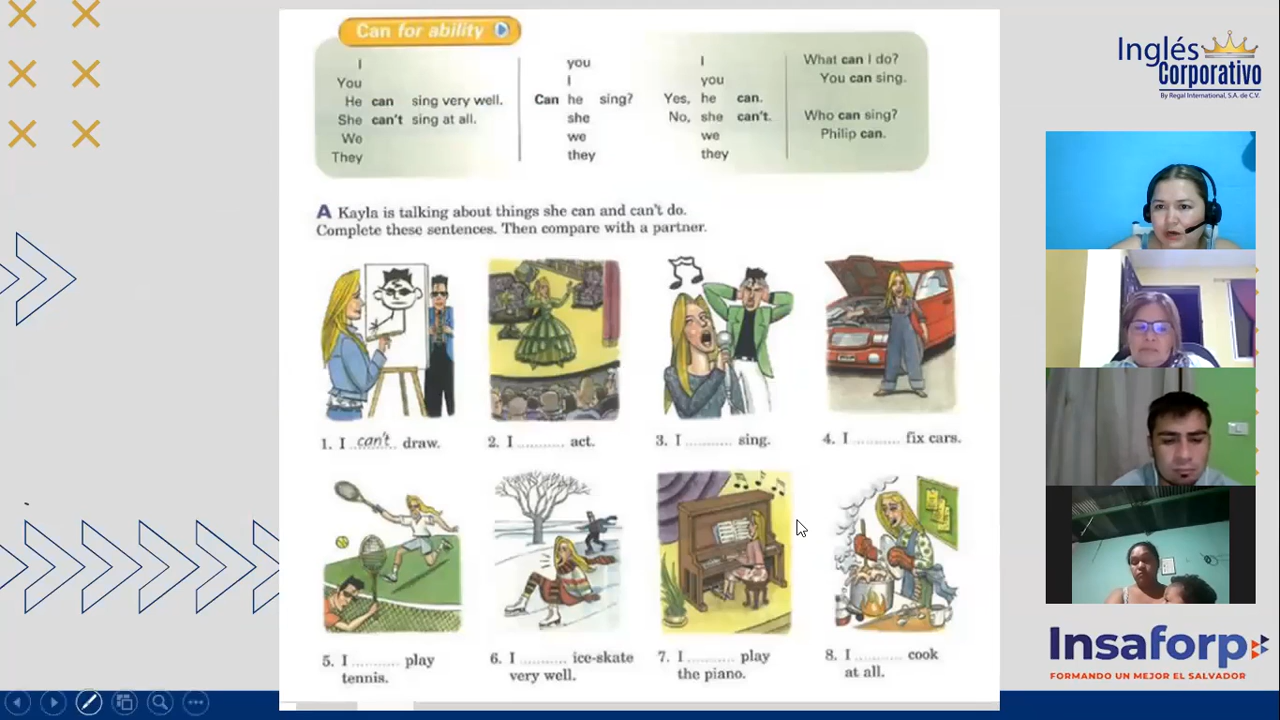 Can for ability
I
You
He can sing very well.
She can't sing at all.
We
They
you
I
Can he sing?
she
we
they
I
you
Yes, he can.
No, she can't.
we
they
What can I do?
You can sing.
Who can sing?
Philip can.
A Kayla is talking about things she can and can't do.
Complete these sentences. Then compare with a partner.
1. I can't draw.
2. I .......... act.
3. I .......... sing.
4. I .......... fix cars.
5. I .......... play
tennis.
6. I .......... ice-skate
very well.
7. I .......... play
the piano.
8. I .......... cook
at all.
Inglés
Corporativo
By Regal International, S.A. de C.V.
Insaforp
FORMANDO UN MEJOR EL SALVADOR